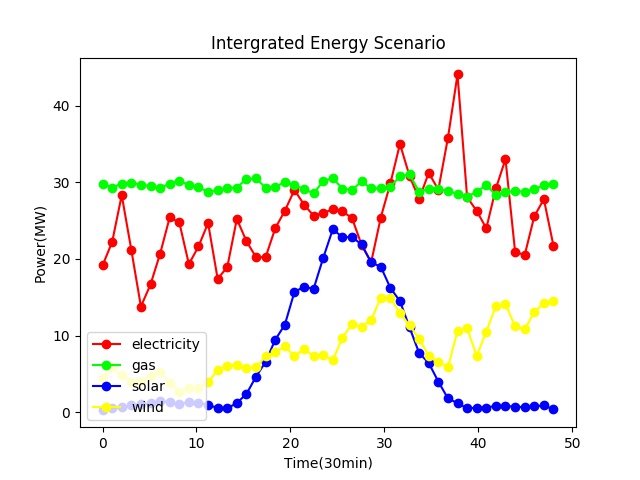 Intergrated Energy Scenario
Power(MW)
40
30
20
10
0
electricity
gas
solar
wind
0 10 20 30 40 50
Time(30min)